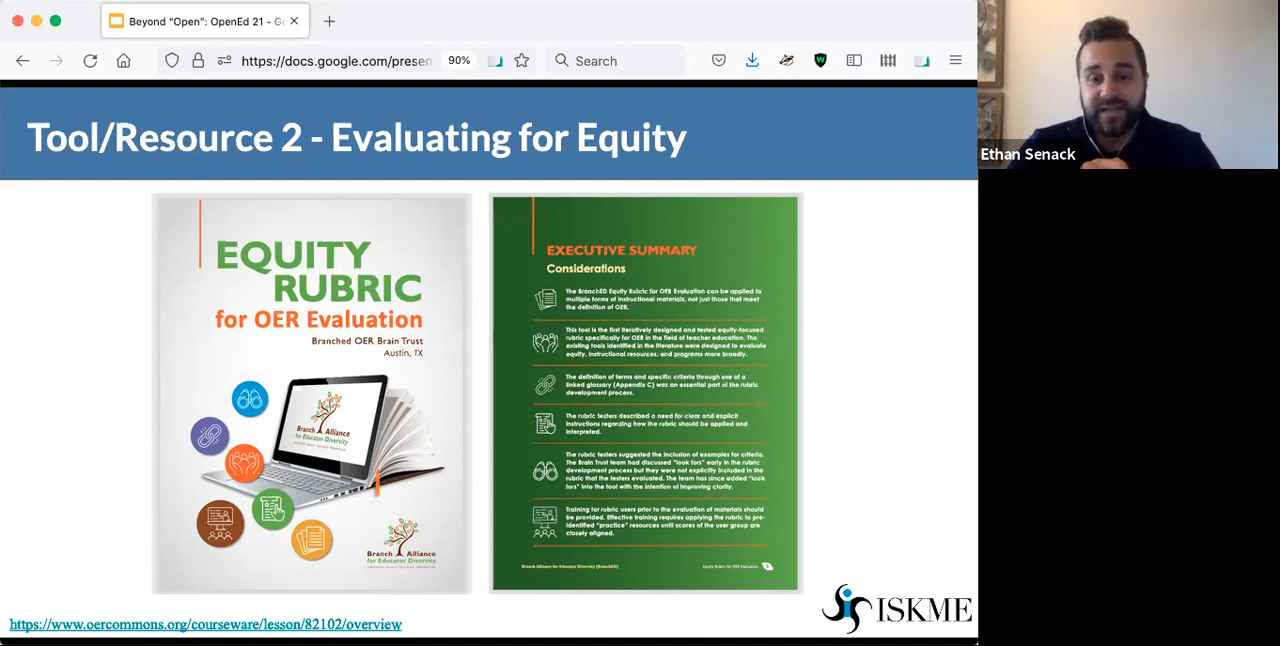 Beyond "Open": OpenEd 21 - Go
https://docs.google.com/presen
90%
Search
Ethan Senack
Tool/Resource 2 - Evaluating for Equity
EQUITY
RUBRIC
for OER Evaluation
Branched OER Brain Trust
Austin, TX
Branch Alliance
for Educator Diversity
Branch Alliance
for Educator Diversity
EXECUTIVE SUMMARY
Considerations
The BranchED Equity Rubric for OER Evaluation can be applied to
multiple forms of instructional materials, not just those that meet
the definition of OER.
This tool is the first iteratively designed and tested equity-focused
rubric specifically for OER in the field of teacher education. The
existing tools identified in the literature were designed to evaluate
equity, instructional resources, and programs more broadly.
The definition of terms and specific criteria through use of a
linked glossary (Appendix C) was an essential part of the rubric
development process.
The rubric testers described a need for clear and explicit
instructions regarding how the rubric should be applied and
interpreted.
The rubric testers suggested the inclusion of examples for criteria.
The Brain Trust team had discussed "look fors" early in the rubric
development process but they were not explicitly included in the
rubric that the testers evaluated. The team has since added "look
fors" into the tool with the intention of improving clarity.
Training for rubric users prior to the evaluation of materials should
be provided. Effective training requires applying the rubric to pre-
identified "practice" resources until scores of the user group are
closely aligned.
Branch Alliance for Educator Diversity (BranchED)
Equity Rubric for OER Evaluation
https://www.oercommons.org/courseware/lesson/82102/overview
ISKME